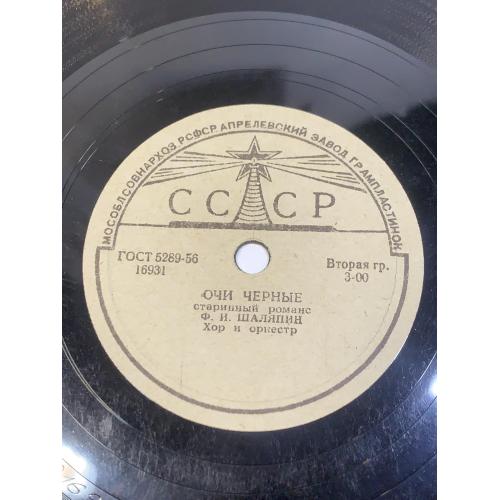 МОСОБЛСОВНАРХОЗ РСФСР АПРЕЛЕВСКИЙ ЗАВОД ГРАМПЛАСТИНОК
СССР
ГОСТ 5289-56
16931
Вторая гр.
3-00
ОЧИ ЧЕРНЫЕ
старинный романс
Ф. И. ШАЛЯПИН
Хор и оркестр